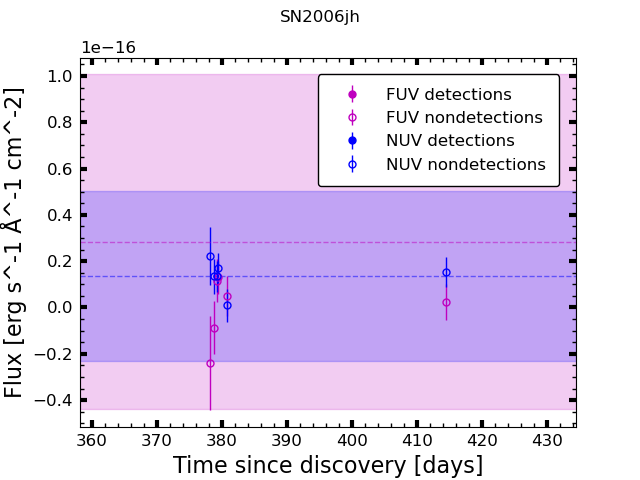 SN2006jh
1e−16
1.0
0.8
0.6
0.4
0.2
0.0
−0.2
−0.4
Flux [erg s^-1 Å^-1 cm^-2]
FUV detections
FUV nondetections
NUV detections
NUV nondetections
360 370 380 390 400 410 420 430
Time since discovery [days]